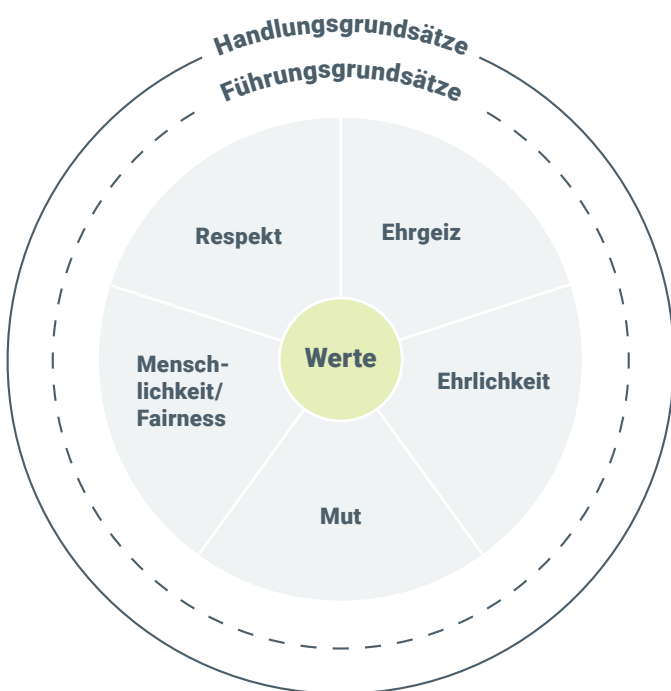 Handlungsgrundsätze
Führungsgrundsätze
Respekt
Ehrgeiz
Werte
Mensch-
lichkeit/
Fairness
Ehrlichkeit
Mut